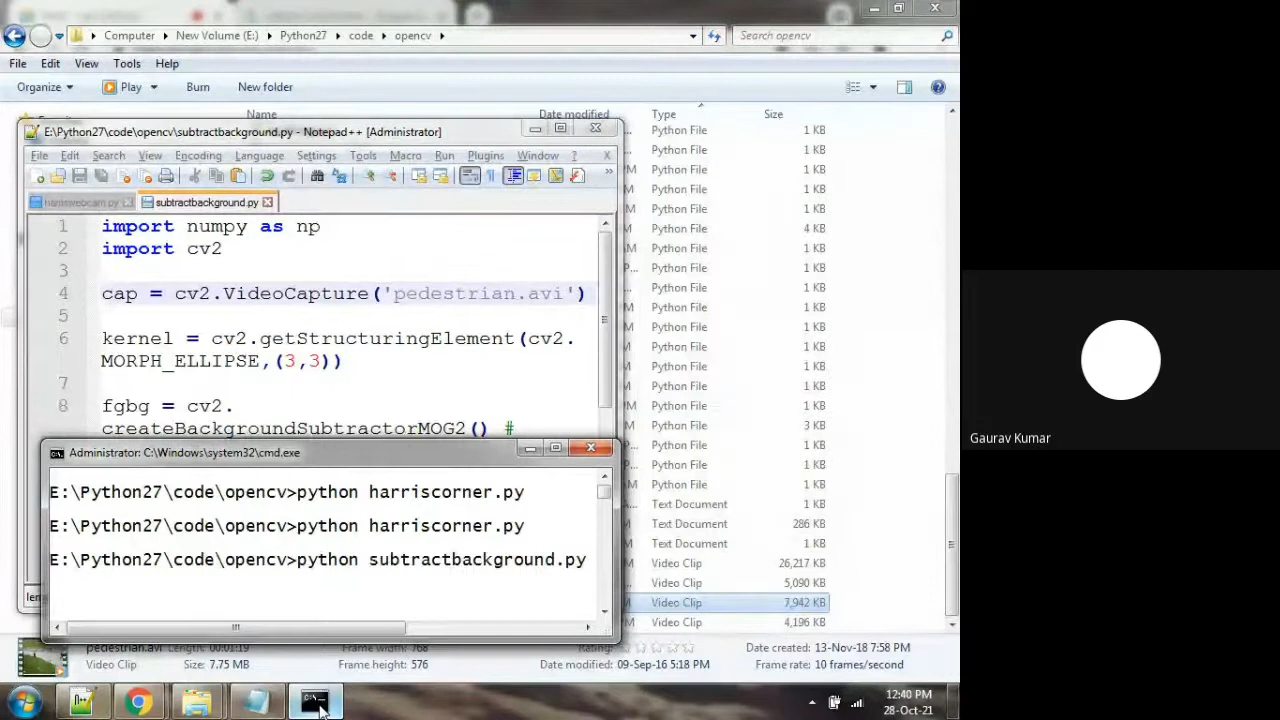 Computer ▸ New Volume (E:) ▸ Python27 ▸ code ▸ opencv ▸
Search opencv
File Edit View Tools Help
Organize Play Burn New folder
Name Date modified Type Size
Python File 1 KB
Python File 1 KB
Python File 1 KB
Python File 1 KB
Python File 1 KB
Python File 4 KB
Python File 1 KB
Python File 1 KB
Python File 1 KB
Python File 1 KB
Python File 1 KB
Python File 1 KB
Python File 1 KB
Python File 1 KB
Python File 1 KB
Python File 3 KB
Python File 1 KB
Python File 1 KB
Python File 1 KB
Text Document 1 KB
Text Document 286 KB
Text Document 1 KB
Video Clip 26,217 KB
Video Clip 5,090 KB
Video Clip 7,942 KB
Video Clip 4,196 KB
E:\Python27\code\opencv\subtractbackground.py - Notepad++ [Administrator]
File Edit Search View Encoding Language Settings Tools Macro Run Plugins Window ? X
harriswebcam.py subtractbackground.py
1 import numpy as np
2 import cv2
3
4 cap = cv2.VideoCapture('pedestrian.avi')
5
6 kernel = cv2.getStructuringElement(cv2.
MORPH_ELLIPSE,(3,3))
7
8 fgbg = cv2.
createBackgroundSubtractorMOG2() #
Administrator: C:\Windows\system32\cmd.exe
E:\Python27\code\opencv>python harriscorner.py
E:\Python27\code\opencv>python harriscorner.py
E:\Python27\code\opencv>python subtractbackground.py
pedestrian.avi Length: 00:01:19 Frame width: 768 Rating: Date created: 13-Nov-18 7:58 PM
Video Clip Size: 7.75 MB Frame height: 576 Date modified: 09-Sep-16 5:18 PM Frame rate: 10 frames/second
12:40 PM
28-Oct-21
Gaurav Kumar